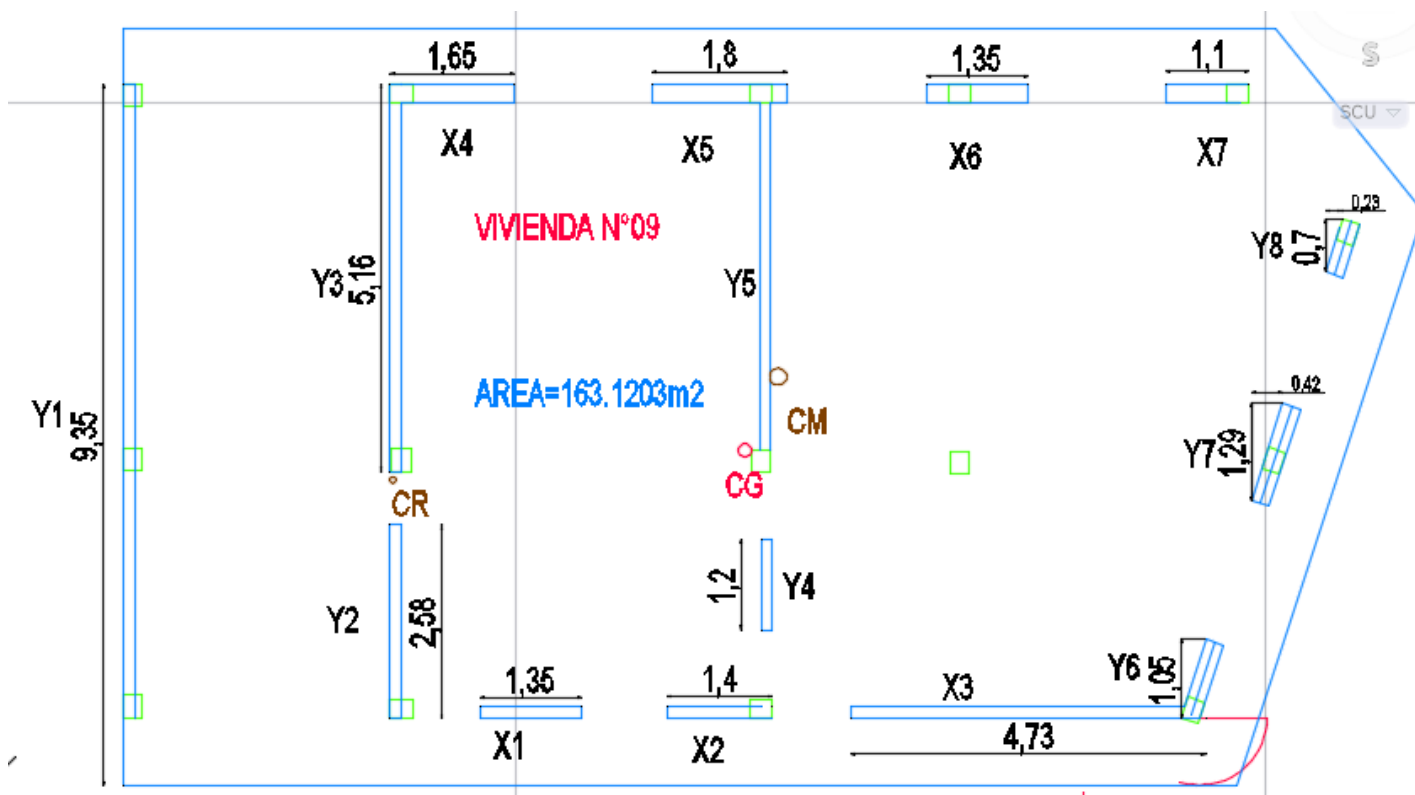 1,65
1,8
1,35
1,1
S
SCU
X4
X5
X6
X7
0,23
VIVIENDA N°09
Y8
0,7
Y3
5,16
Y5
AREA=163.1203m2
0,42
CM
Y1
9,35
Y7
1,29
CG
CR
1,2
Y4
Y2
2,58
1,35
1,4
X3
Y6
1,05
X1
X2
4,73